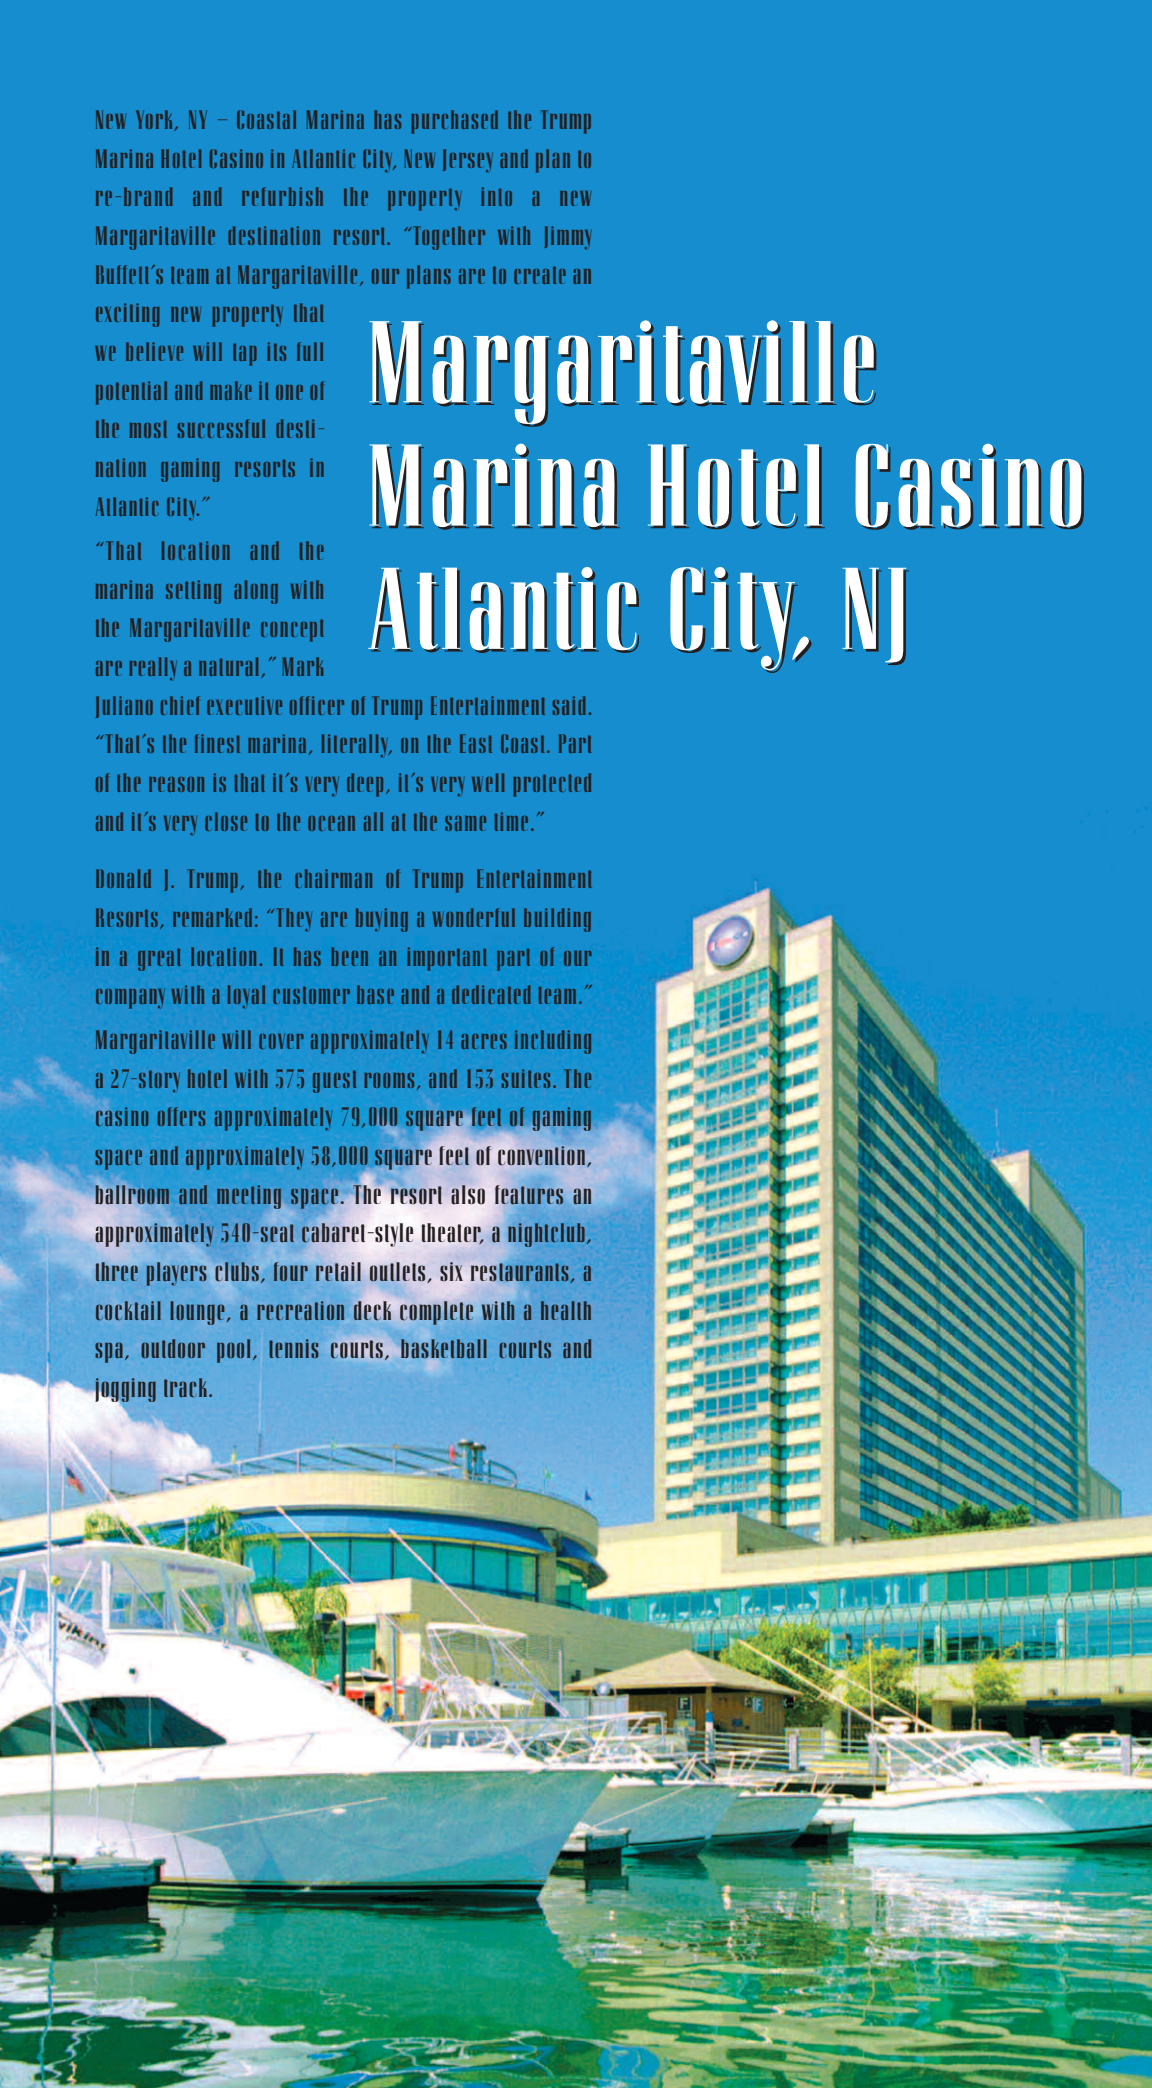 New York, NY – Coastal Marina has purchased the Trump
Marina Hotel Casino in Atlantic City, New Jersey and plan to
re-brand and refurbish the property into a new
Margaritaville destination resort. “Together with Jimmy
Buffett’s team at Margaritaville, our plans are to create an
exciting new property that
we believe will tap its full
potential and make it one of
the most successful desti-
nation gaming resorts in
Atlantic City.”
“That location and the
marina setting along with
the Margaritaville concept
are really a natural,” Mark
Juliano chief executive officer of Trump Entertainment said.
“That’s the finest marina, literally, on the East Coast. Part
of the reason is that it’s very deep, it’s very well protected
and it’s very close to the ocean all at the same time.”
Margaritaville
Marina Hotel Casino
Atlantic City, NJ
Donald J. Trump, the chairman of Trump Entertainment
Resorts, remarked: “They are buying a wonderful building
in a great location. It has been an important part of our
company with a loyal customer base and a dedicated team.”
Margaritaville will cover approximately 14 acres including
a 27-story hotel with 575 guest rooms, and 153 suites. The
casino offers approximately 79,000 square feet of gaming
space and approximately 58,000 square feet of convention,
ballroom and meeting space. The resort also features an
approximately 540-seat cabaret-style theater, a nightclub,
three players clubs, four retail outlets, six restaurants, a
cocktail lounge, a recreation deck complete with a health
spa, outdoor pool, tennis courts, basketball courts and
jogging track.
viking
F
F